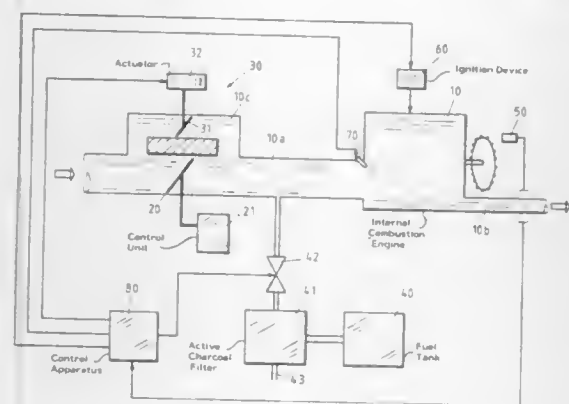 60
32
Actuator
30
Ignition Device
10c
10
50
31
10a
70
20
21
Internal
Combustion
Engine
10b
Control
Unit
42
80
41
40
Control
Apparatus
Active
Charcoal
Filter
Fuel
Tank
43